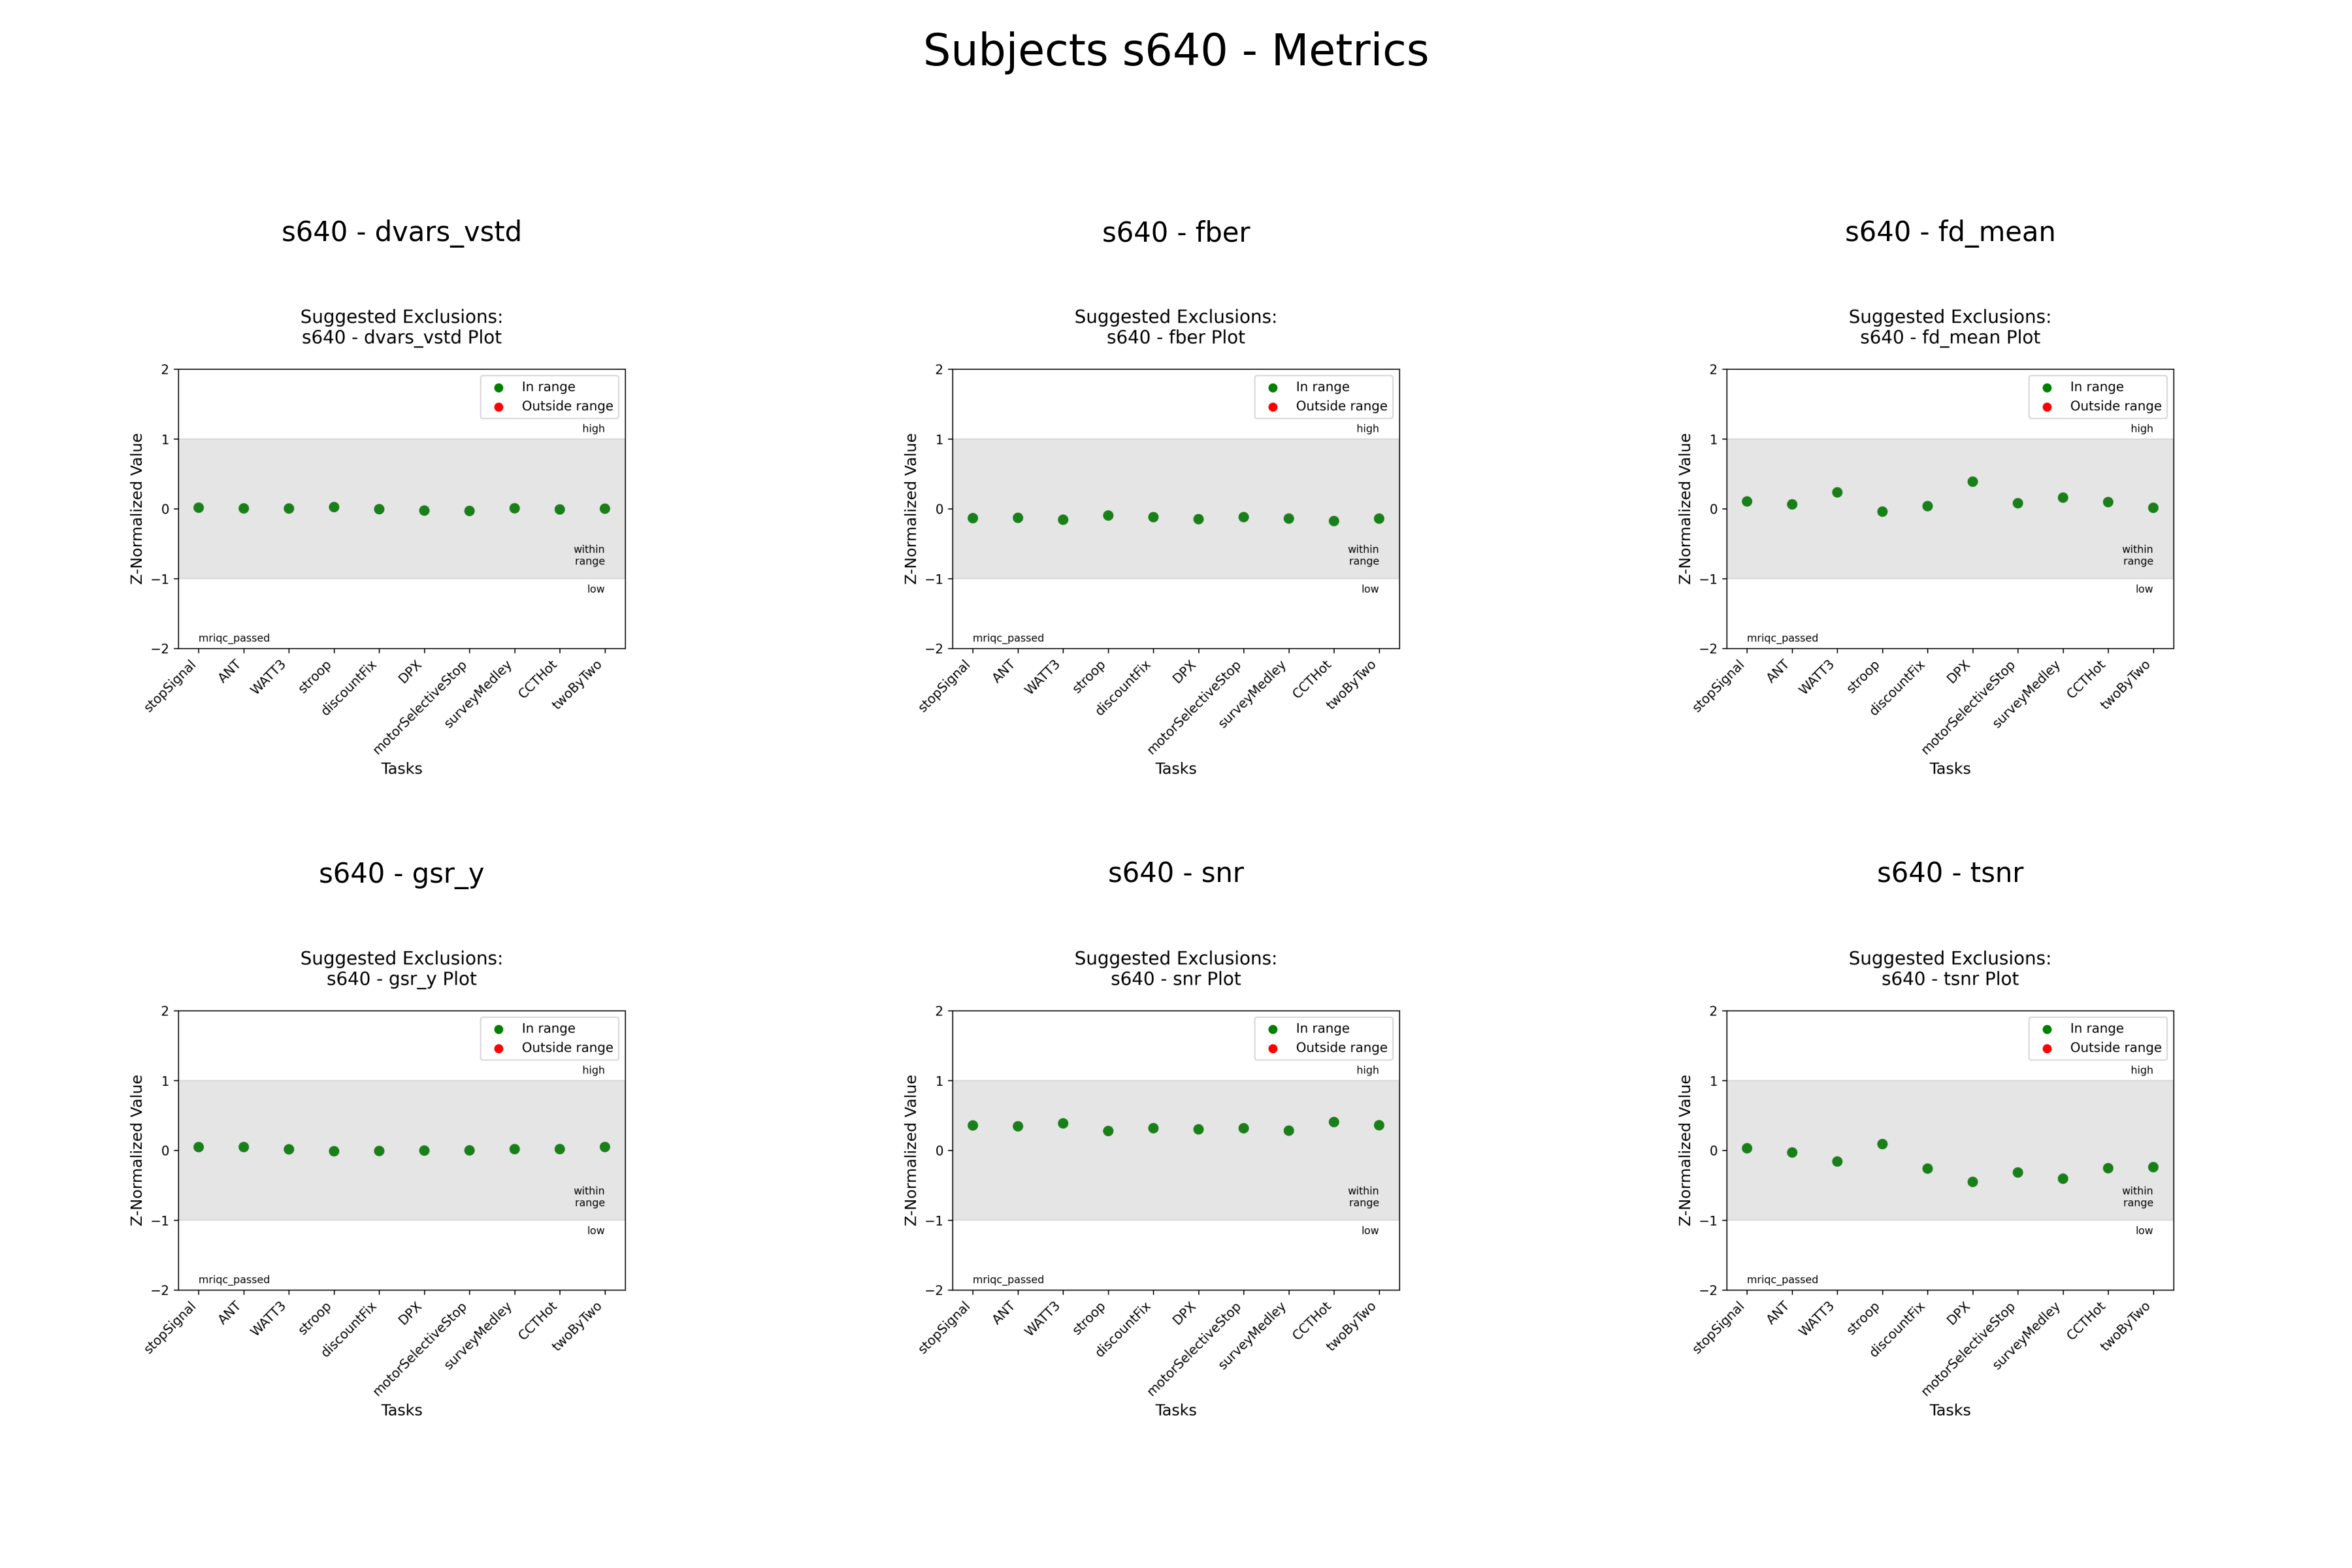 Subjects s640 - Metrics
s640 - dvars_vstd
Suggested Exclusions:
s640 - dvars_vstd Plot
2
1
0
−1
−2
Z-Normalized Value
In range
Outside range
high
within
range
low
mriqc_passed
stopSignal
ANT
WATT3
stroop
discountFix
DPX
motorSelectiveStop
surveyMedley
CCTHot
twoByTwo
Tasks
s640 - fber
Suggested Exclusions:
s640 - fber Plot
2
1
0
−1
−2
Z-Normalized Value
In range
Outside range
high
within
range
low
mriqc_passed
stopSignal
ANT
WATT3
stroop
discountFix
DPX
motorSelectiveStop
surveyMedley
CCTHot
twoByTwo
Tasks
s640 - fd_mean
Suggested Exclusions:
s640 - fd_mean Plot
2
1
0
−1
−2
Z-Normalized Value
In range
Outside range
high
within
range
low
mriqc_passed
stopSignal
ANT
WATT3
stroop
discountFix
DPX
motorSelectiveStop
surveyMedley
CCTHot
twoByTwo
Tasks
s640 - gsr_y
Suggested Exclusions:
s640 - gsr_y Plot
2
1
0
−1
−2
Z-Normalized Value
In range
Outside range
high
within
range
low
mriqc_passed
stopSignal
ANT
WATT3
stroop
discountFix
DPX
motorSelectiveStop
surveyMedley
CCTHot
twoByTwo
Tasks
s640 - snr
Suggested Exclusions:
s640 - snr Plot
2
1
0
−1
−2
Z-Normalized Value
In range
Outside range
high
within
range
low
mriqc_passed
stopSignal
ANT
WATT3
stroop
discountFix
DPX
motorSelectiveStop
surveyMedley
CCTHot
twoByTwo
Tasks
s640 - tsnr
Suggested Exclusions:
s640 - tsnr Plot
2
1
0
−1
−2
Z-Normalized Value
In range
Outside range
high
within
range
low
mriqc_passed
stopSignal
ANT
WATT3
stroop
discountFix
DPX
motorSelectiveStop
surveyMedley
CCTHot
twoByTwo
Tasks